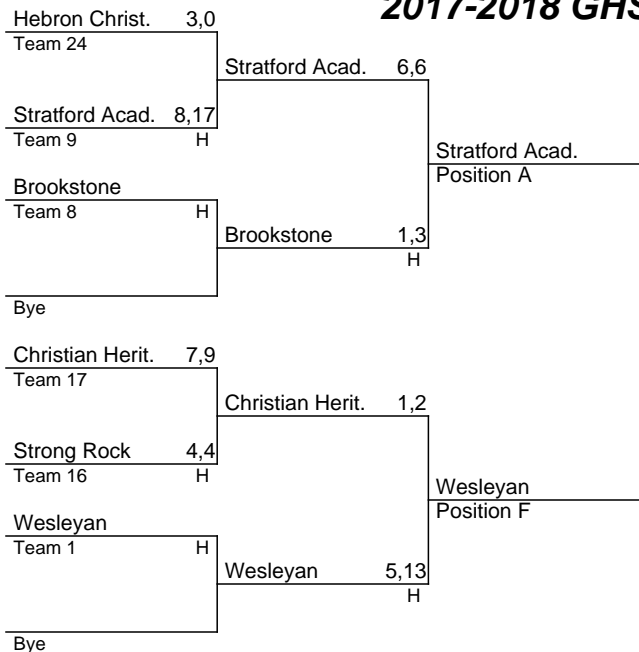 2017-2018 GHS
Hebron Christ. 3,0
Team 24
Stratford Acad. 6,6
Stratford Acad. 8,17
Team 9 H
Stratford Acad.
Position A
Brookstone
Team 8 H
Brookstone 1,3
H
Bye
Christian Herit. 7,9
Team 17
Christian Herit. 1,2
Strong Rock 4,4
Team 16 H
Wesleyan
Position F
Wesleyan
Team 1 H
Wesleyan 5,13
H
Bye